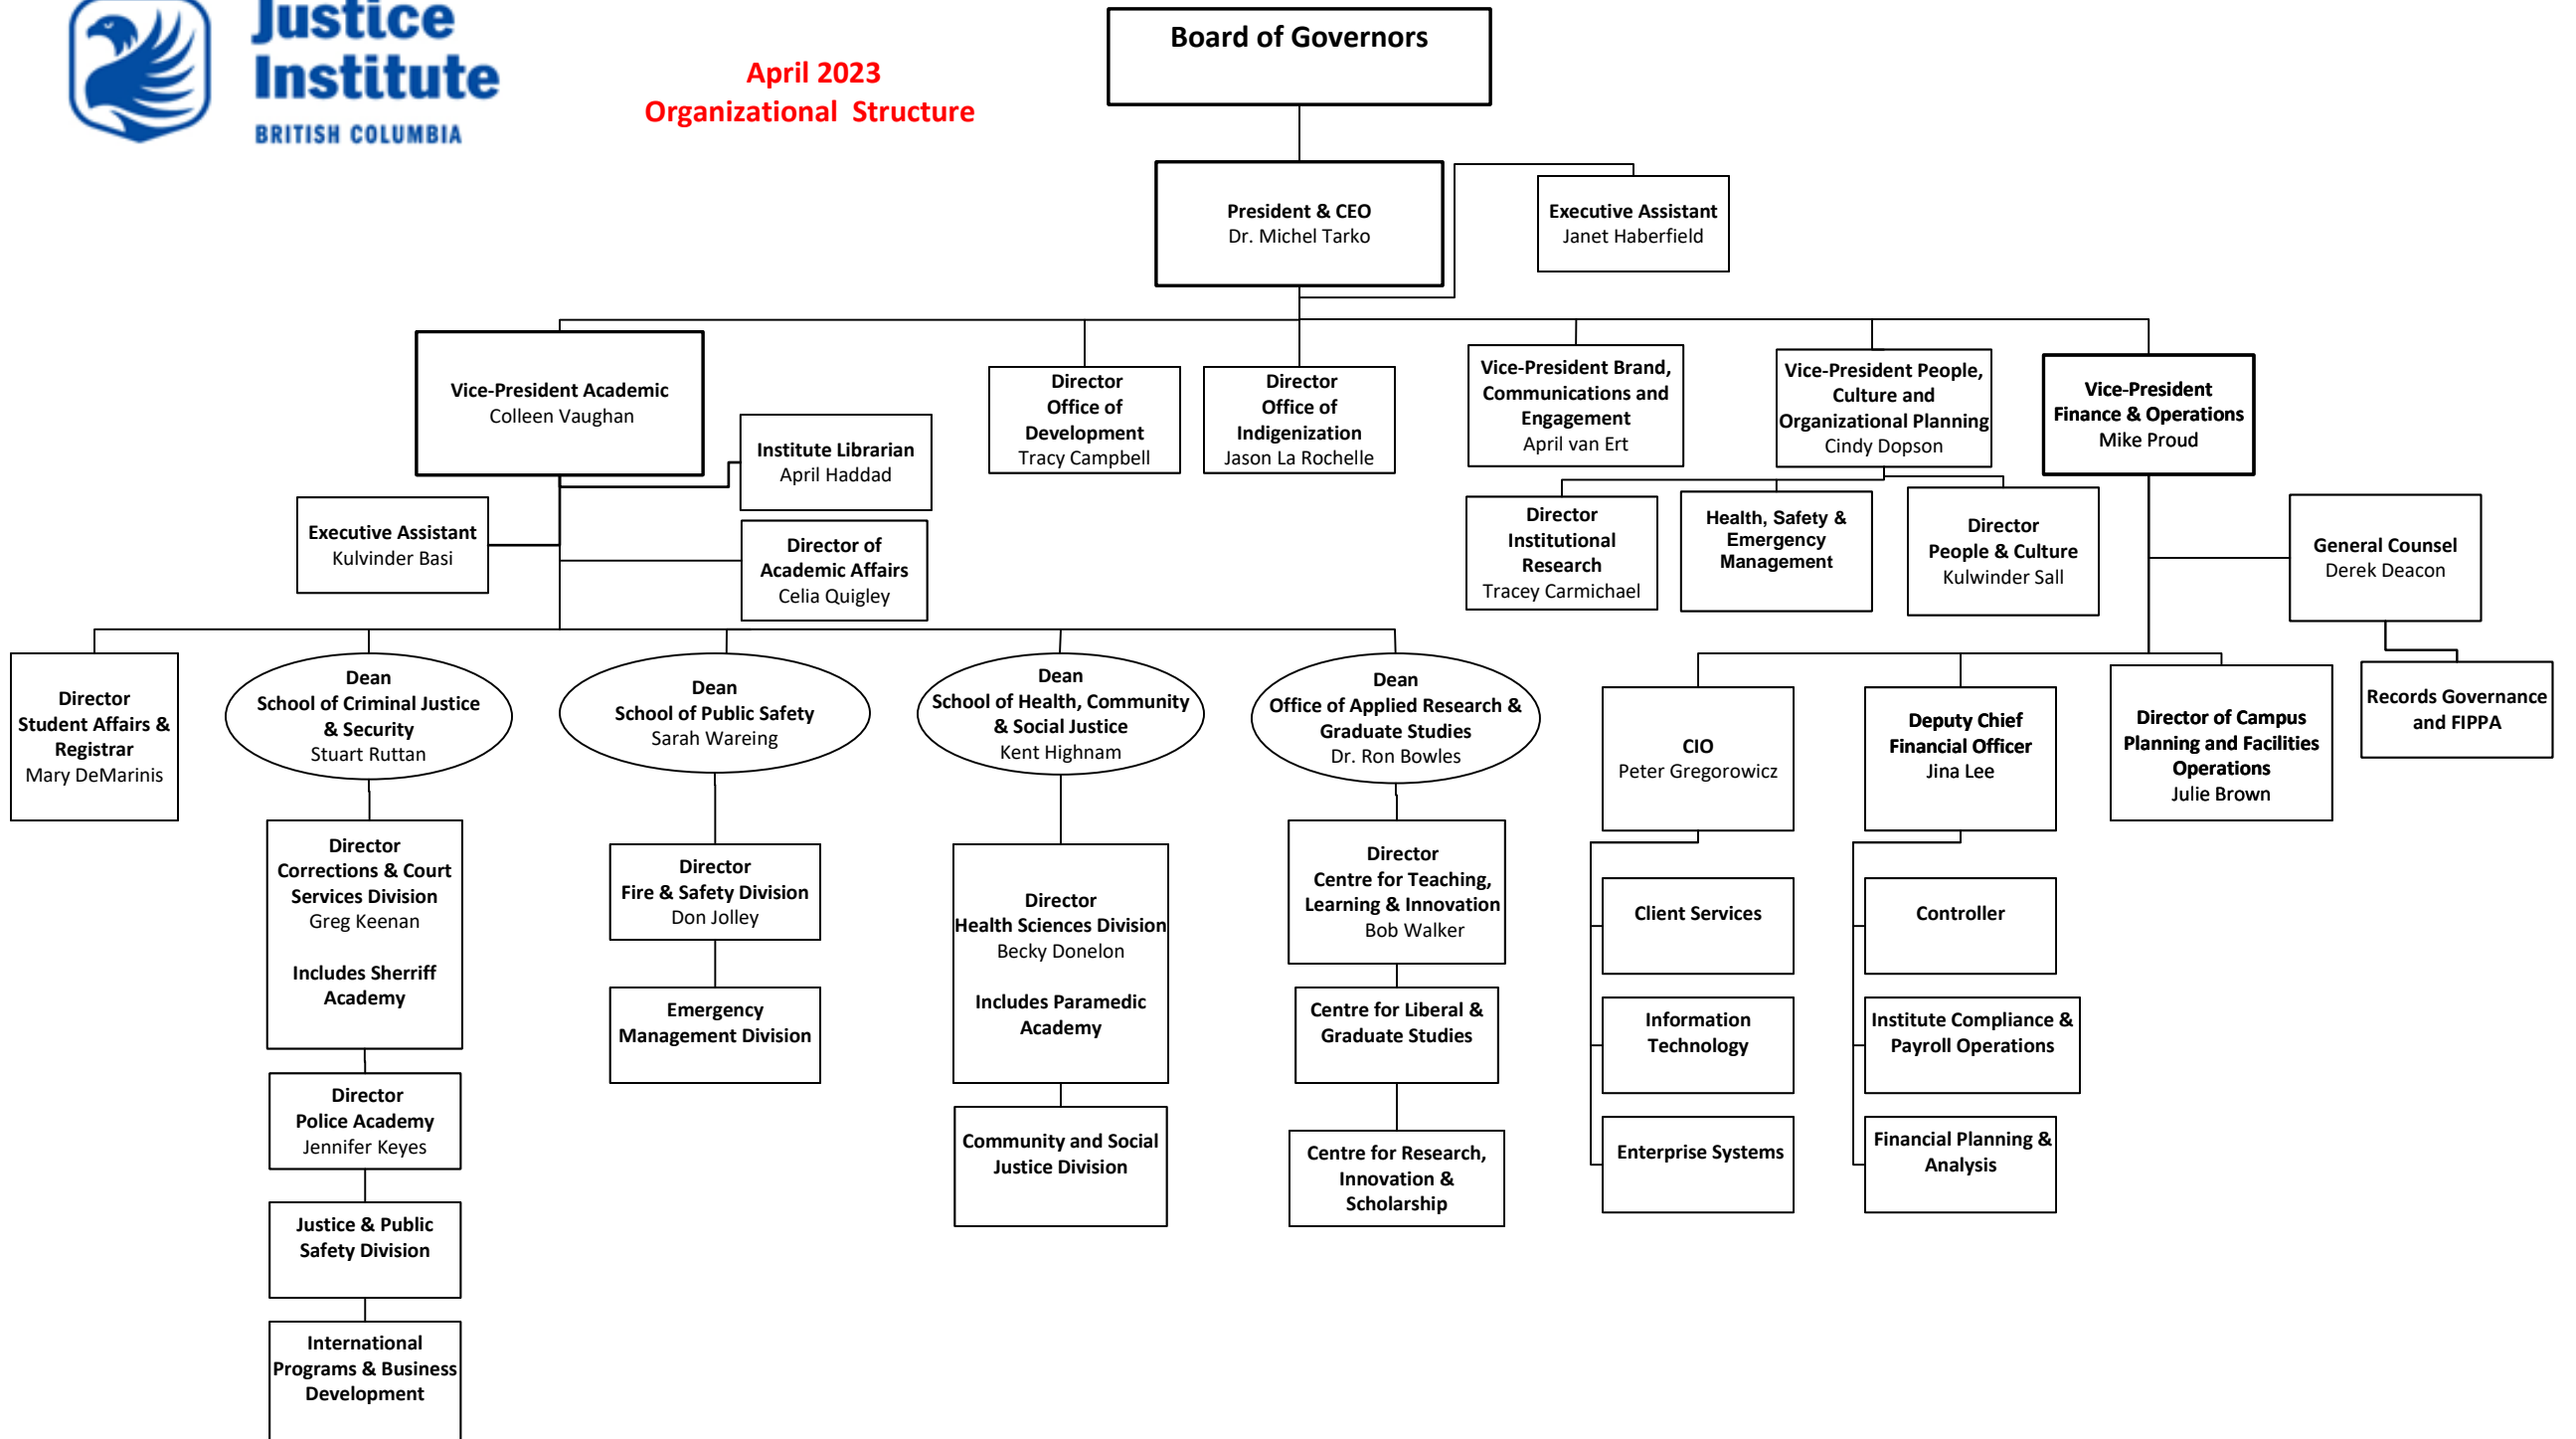 Justice
Institute
BRITISH COLUMBIA
April 2023
Organizational  Structure
Board of Governors
President & CEO
Dr. Michel Tarko
Executive Assistant
Janet Haberfield
Vice-President Academic
Colleen Vaughan
Director
Office of
Development
Tracy Campbell
Director
Office of
Indigenization
Jason La Rochelle
Vice-President Brand,
Communications and
Engagement
April van Ert
Vice-President People,
Culture and
Organizational Planning
Cindy Dopson
Vice-President
Finance & Operations
Mike Proud
Institute Librarian
April Haddad
Executive Assistant
Kulvinder Basi
Director of
Academic Affairs
Celia Quigley
Director
Institutional
Research
Tracey Carmichael
Health, Safety &
Emergency
Management
Director
People & Culture
Kulwinder Sall
General Counsel
Derek Deacon
Records Governance
and FIPPA
Director
Student Affairs &
Registrar
Mary DeMarinis
Dean
School of Criminal Justice
& Security
Stuart Ruttan
Dean
School of Public Safety
Sarah Wareing
Dean
School of Health, Community
& Social Justice
Kent Highnam
Dean
Office of Applied Research &
Graduate Studies
Dr. Ron Bowles
CIO
Peter Gregorowicz
Deputy Chief
Financial Officer
Jina Lee
Director of Campus
Planning and Facilities
Operations
Julie Brown
Director
Corrections & Court
Services Division
Greg Keenan
Includes Sherriff
Academy
Director
Fire & Safety Division
Don Jolley
Director
Health Sciences Division
Becky Donelon
Includes Paramedic
Academy
Director
Centre for Teaching,
Learning & Innovation
Bob Walker
Client Services
Controller
Emergency
Management Division
Centre for Liberal &
Graduate Studies
Information
Technology
Institute Compliance &
Payroll Operations
Director
Police Academy
Jennifer Keyes
Community and Social
Justice Division
Centre for Research,
Innovation &
Scholarship
Enterprise Systems
Financial Planning &
Analysis
Justice & Public
Safety Division
International
Programs & Business
Development